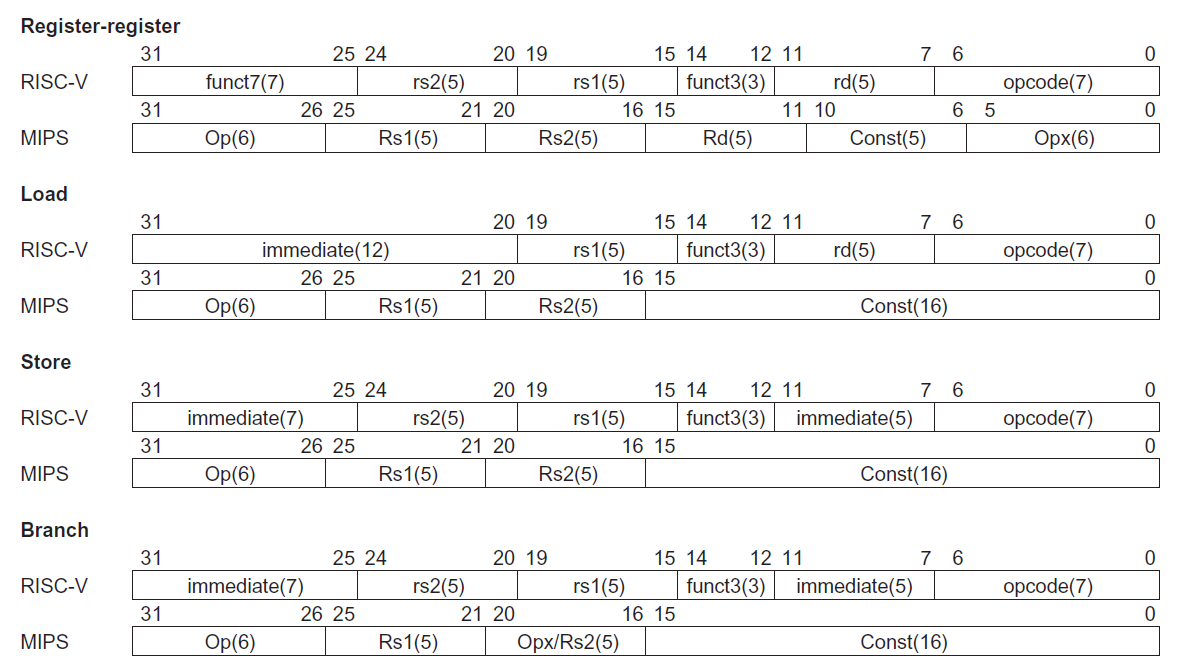 Register-register
31 25 24 20 19 15 14 12 11 7 6 0
RISC-V funct7(7) rs2(5) rs1(5) funct3(3) rd(5) opcode(7)
31 26 25 21 20 16 15 11 10 6 5 0
MIPS Op(6) Rs1(5) Rs2(5) Rd(5) Const(5) Opx(6)
Load
31 20 19 15 14 12 11 7 6 0
RISC-V immediate(12) rs1(5) funct3(3) rd(5) opcode(7)
31 26 25 21 20 16 15 0
MIPS Op(6) Rs1(5) Rs2(5) Const(16)
Store
31 25 24 20 19 15 14 12 11 7 6 0
RISC-V immediate(7) rs2(5) rs1(5) funct3(3) immediate(5) opcode(7)
31 26 25 21 20 16 15 0
MIPS Op(6) Rs1(5) Rs2(5) Const(16)
Branch
31 25 24 20 19 15 14 12 11 7 6 0
RISC-V immediate(7) rs2(5) rs1(5) funct3(3) immediate(5) opcode(7)
31 26 25 21 20 16 15 0
MIPS Op(6) Rs1(5) Opx/Rs2(5) Const(16)